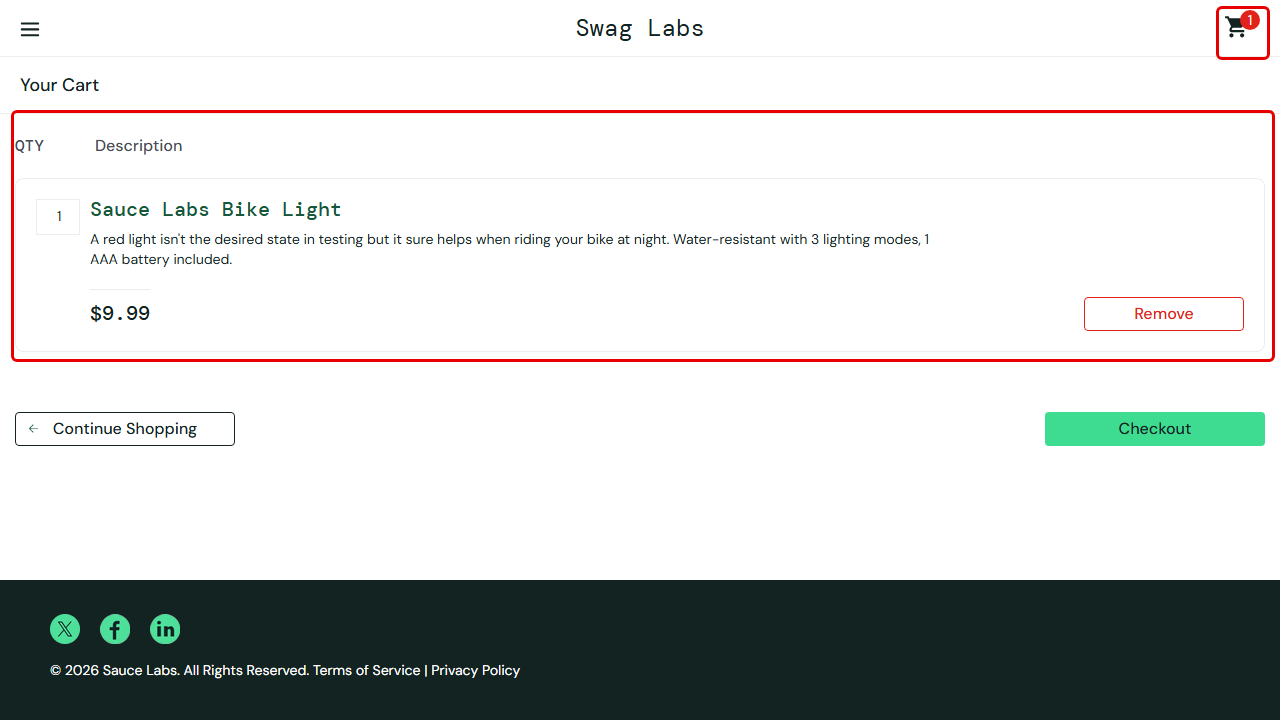 Swag Labs
1
Your Cart
QTY Description
1
Sauce Labs Bike Light
A red light isn't the desired state in testing but it sure helps when riding your bike at night. Water-resistant with 3 lighting modes, 1
AAA battery included.
$9.99
Remove
Continue Shopping
Checkout
© 2026 Sauce Labs. All Rights Reserved. Terms of Service | Privacy Policy